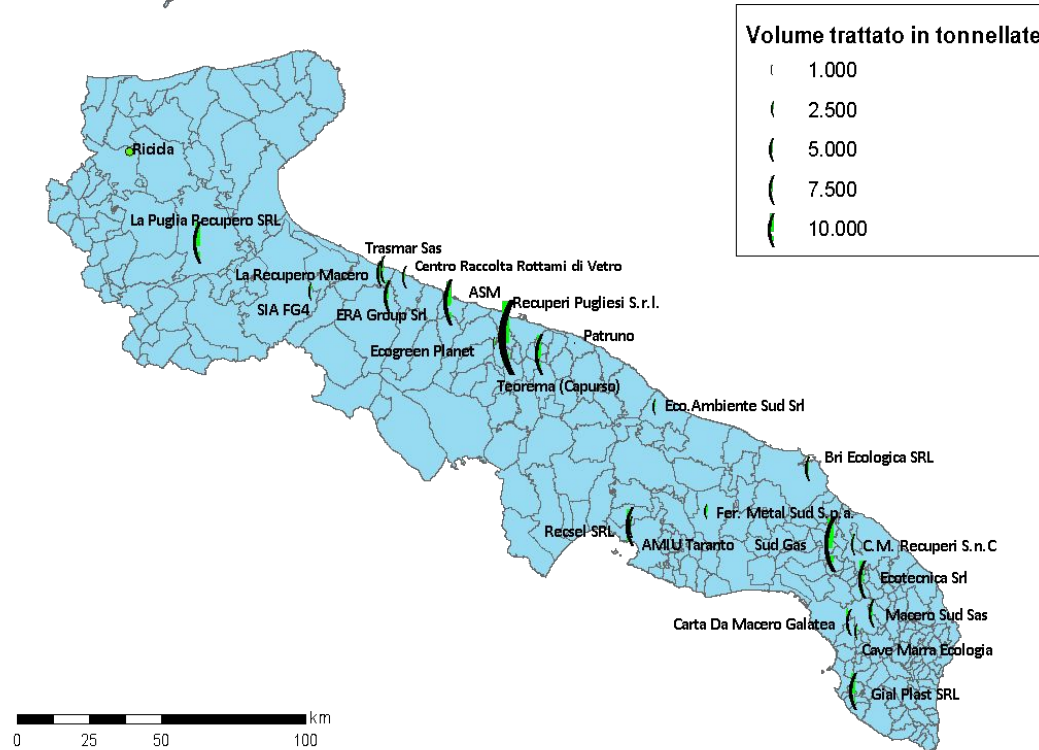 Volume trattato in tonnellate
1.000
2.500
5.000
7.500
10.000
Ricicla
La Puglia Recupero SRL
Trasmar Sas
La Recupero Macero
Centro Raccolta Rottami di Vetro
SIA FG4
ERA Group Srl
ASM
Recuperi Pugliesi S.r.l.
Ecogreen Planet
Patruno
Teorema (Capurso)
Eco.Ambiente Sud Srl
Bri Ecologica SRL
Fer. Metal Sud S.p.a.
Recsel SRL
AMIU Taranto
Sud Gas
C.M. Recuperi S.n.C
Ecotecnica Srl
Macero Sud Sas
Carta Da Macero Galatea
Cave Marra Ecologia
Gial Plast SRL
km
0 25 50 100